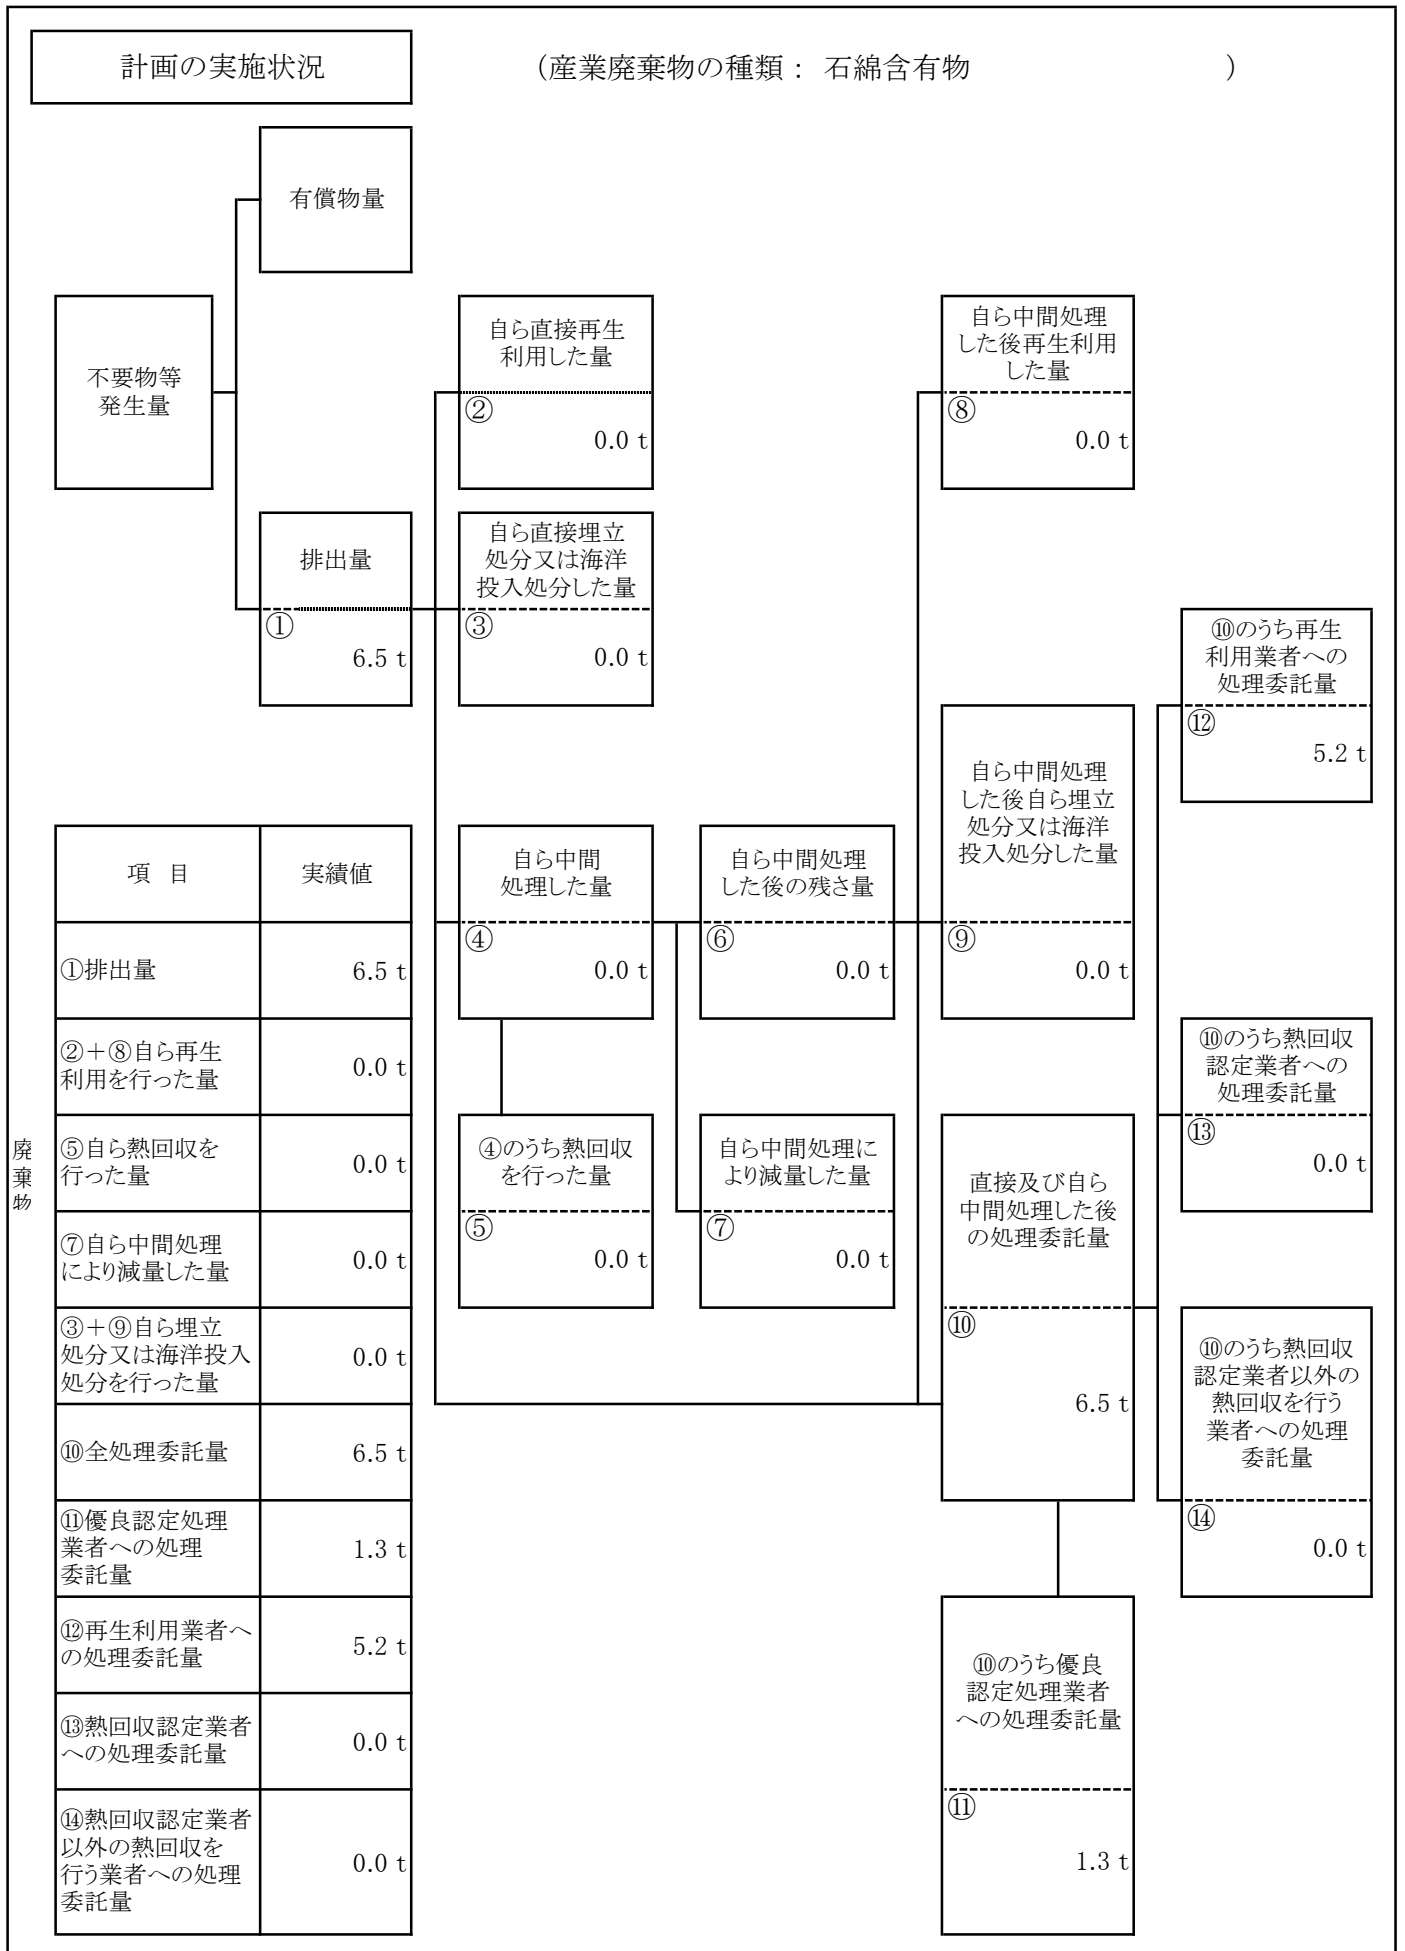 計画の実施状況
（産業廃棄物の種類： 石綿含有物 ）
有償物量
不要物等
発生量
自ら直接再生
利用した量
②
0.0 t
自ら中間処理
した後再生利用
した量
⑧
0.0 t
排出量
①
6.5 t
自ら直接埋立
処分又は海洋
投入処分した量
③
0.0 t
⑩のうち再生
利用業者への
処理委託量
⑫
5.2 t
自ら中間処理
した後自ら埋立
処分又は海洋
投入処分した量
⑨
0.0 t
自ら中間
処理した量
④
0.0 t
自ら中間処理
した後の残さ量
⑥
0.0 t
⑩のうち熱回収
認定業者への
処理委託量
⑬
0.0 t
④のうち熱回収
を行った量
⑤
0.0 t
自ら中間処理に
より減量した量
⑦
0.0 t
直接及び自ら
中間処理した後
の処理委託量
⑩
6.5 t
⑩のうち熱回収
認定業者以外の
熱回収を行う
業者への処理
委託量
⑭
0.0 t
⑩のうち優良
認定処理業者
への処理委託量
⑪
1.3 t
項 目
実績値
①排出量
6.5 t
②＋⑧自ら再生
利用を行った量
0.0 t
⑤自ら熱回収を
行った量
0.0 t
⑦自ら中間処理
により減量した量
0.0 t
③＋⑨自ら埋立
処分又は海洋投入
処分を行った量
0.0 t
⑩全処理委託量
6.5 t
⑪優良認定処理
業者への処理
委託量
1.3 t
⑫再生利用業者へ
の処理委託量
5.2 t
⑬熱回収認定業者
への処理委託量
0.0 t
⑭熱回収認定業者
以外の熱回収を
行う業者への処理
委託量
0.0 t
廃
棄
物